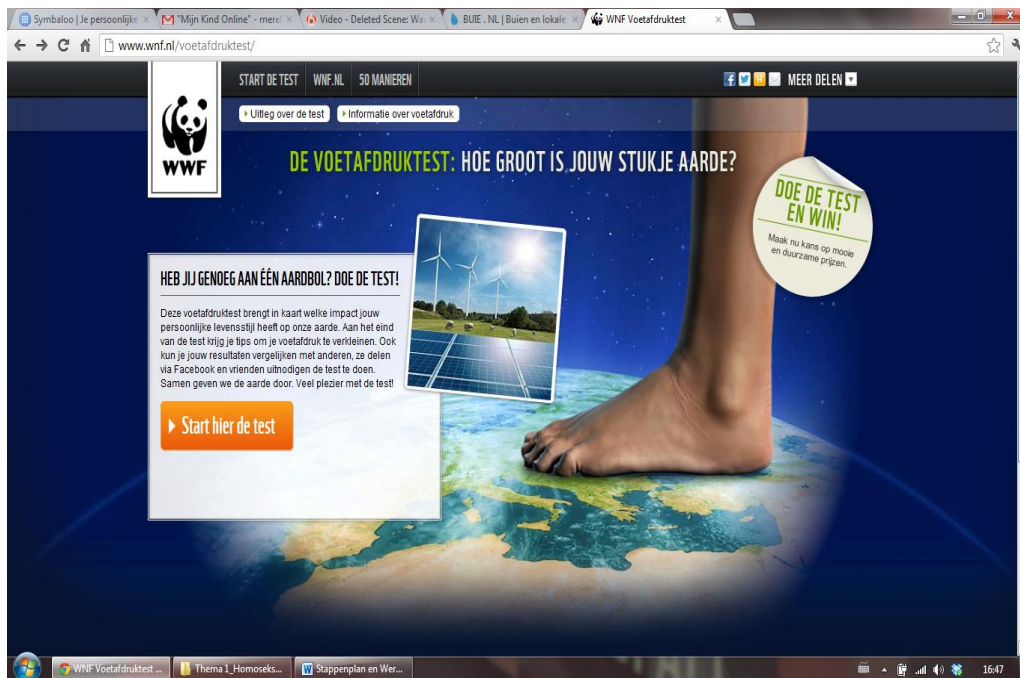 Symbaloo | Je persoonlijke
"Mijn Kind Online" - merel
Video - Deleted Scene: Wa
BUIE . NL | Buien en lokale
WNF Voetafdruktest
www.wnf.nl/voetafdruktest/
START DE TEST
WNF.NL
50 MANIEREN
MEER DELEN
Uitleg over de test
Informatie over voetafdruk
WWF
DE VOETAFDRUKTEST: HOE GROOT IS JOUW STUKJE AARDE?
DOE DE TEST
EN WIN!
Maak nu kans op mooie
en duurzame prijzen.
HEB JIJ GENOEG AAN ÉÉN AARDBOL? DOE DE TEST!
Deze voetafdruktest brengt in kaart welke impact jouw
persoonlijke levensstijl heeft op onze aarde. Aan het eind
van de test krijg je tips om je voetafdruk te verkleinen. Ook
kun je jouw resultaten vergelijken met anderen, ze delen
via Facebook en vrienden uitnodigen de test te doen.
Samen geven we de aarde door. Veel plezier met de test!
Start hier de test
WNF Voetafdruktest ...
Thema 1_Homoseks...
Stappenplan en Wer...
16:47